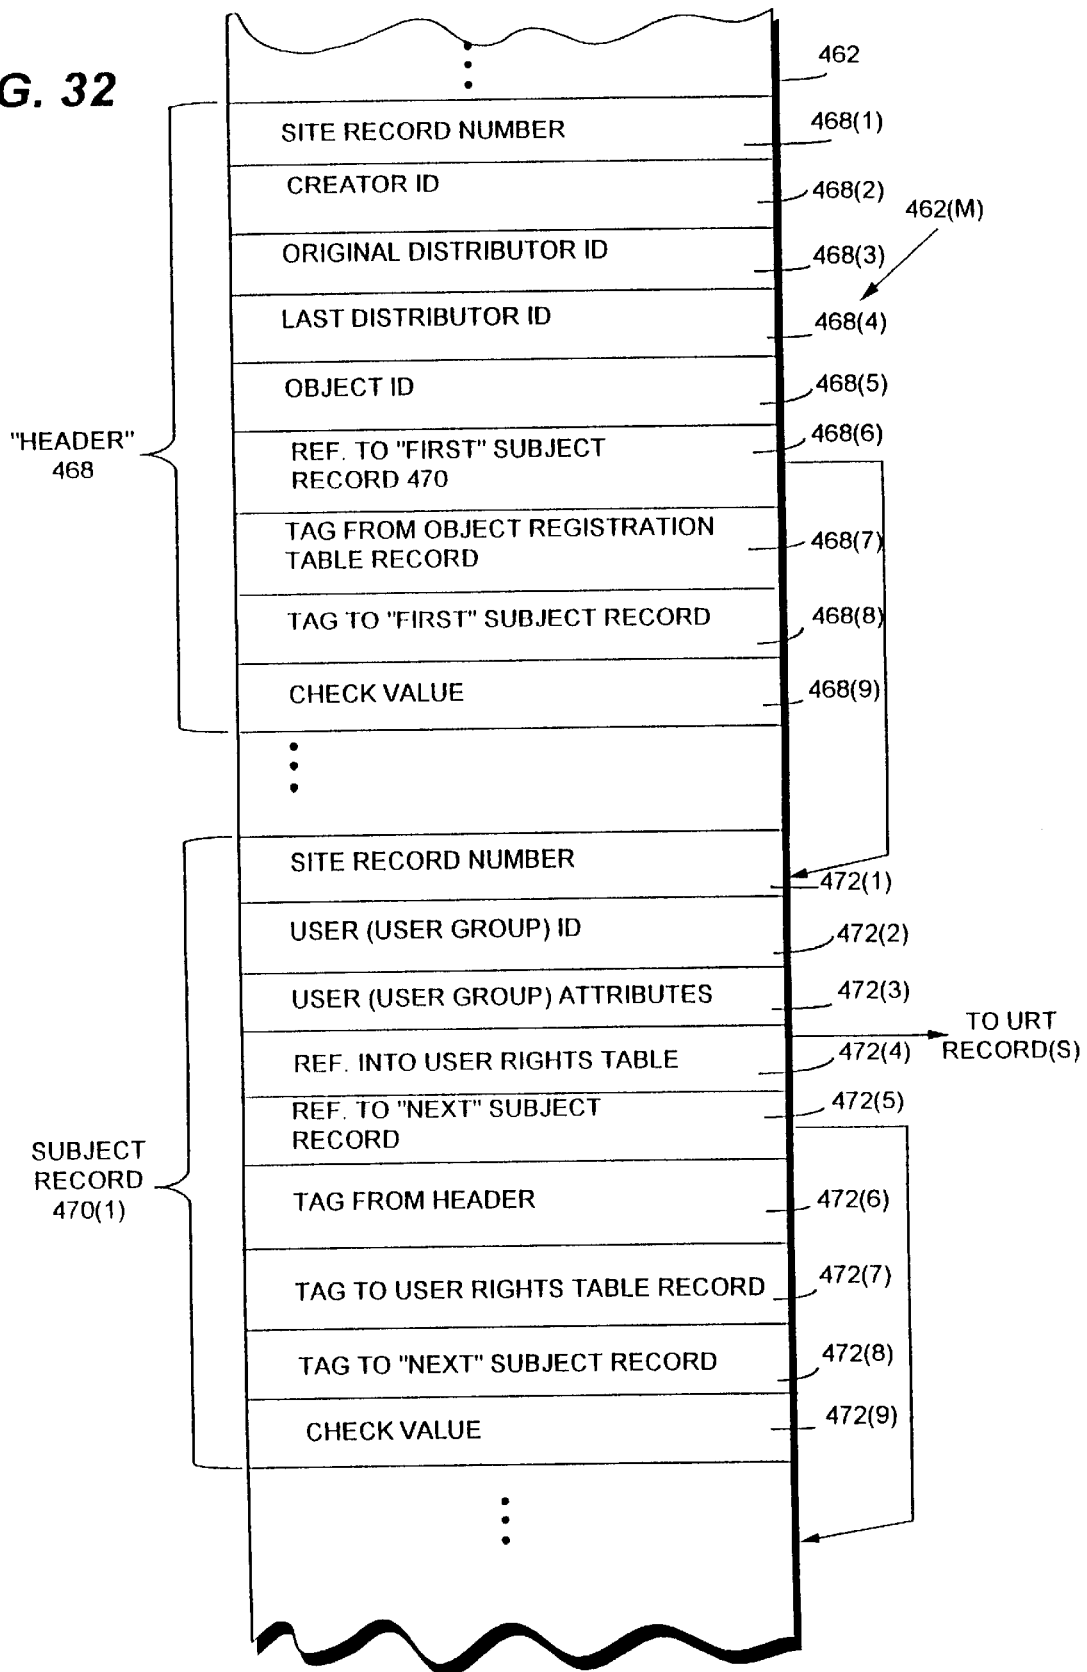 G. 32
462
SITE RECORD NUMBER
468(1)
CREATOR ID
468(2)
462(M)
ORIGINAL DISTRIBUTOR ID
468(3)
LAST DISTRIBUTOR ID
468(4)
OBJECT ID
468(5)
"HEADER"
468
REF. TO "FIRST" SUBJECT
RECORD 470
468(6)
TAG FROM OBJECT REGISTRATION
TABLE RECORD
468(7)
TAG TO "FIRST" SUBJECT RECORD
468(8)
CHECK VALUE
468(9)
SITE RECORD NUMBER
472(1)
USER (USER GROUP) ID
472(2)
USER (USER GROUP) ATTRIBUTES
472(3)
TO URT
RECORD(S)
REF. INTO USER RIGHTS TABLE
472(4)
REF. TO "NEXT" SUBJECT
RECORD
472(5)
SUBJECT
RECORD
470(1)
TAG FROM HEADER
472(6)
TAG TO USER RIGHTS TABLE RECORD
472(7)
TAG TO "NEXT" SUBJECT RECORD
472(8)
CHECK VALUE
472(9)